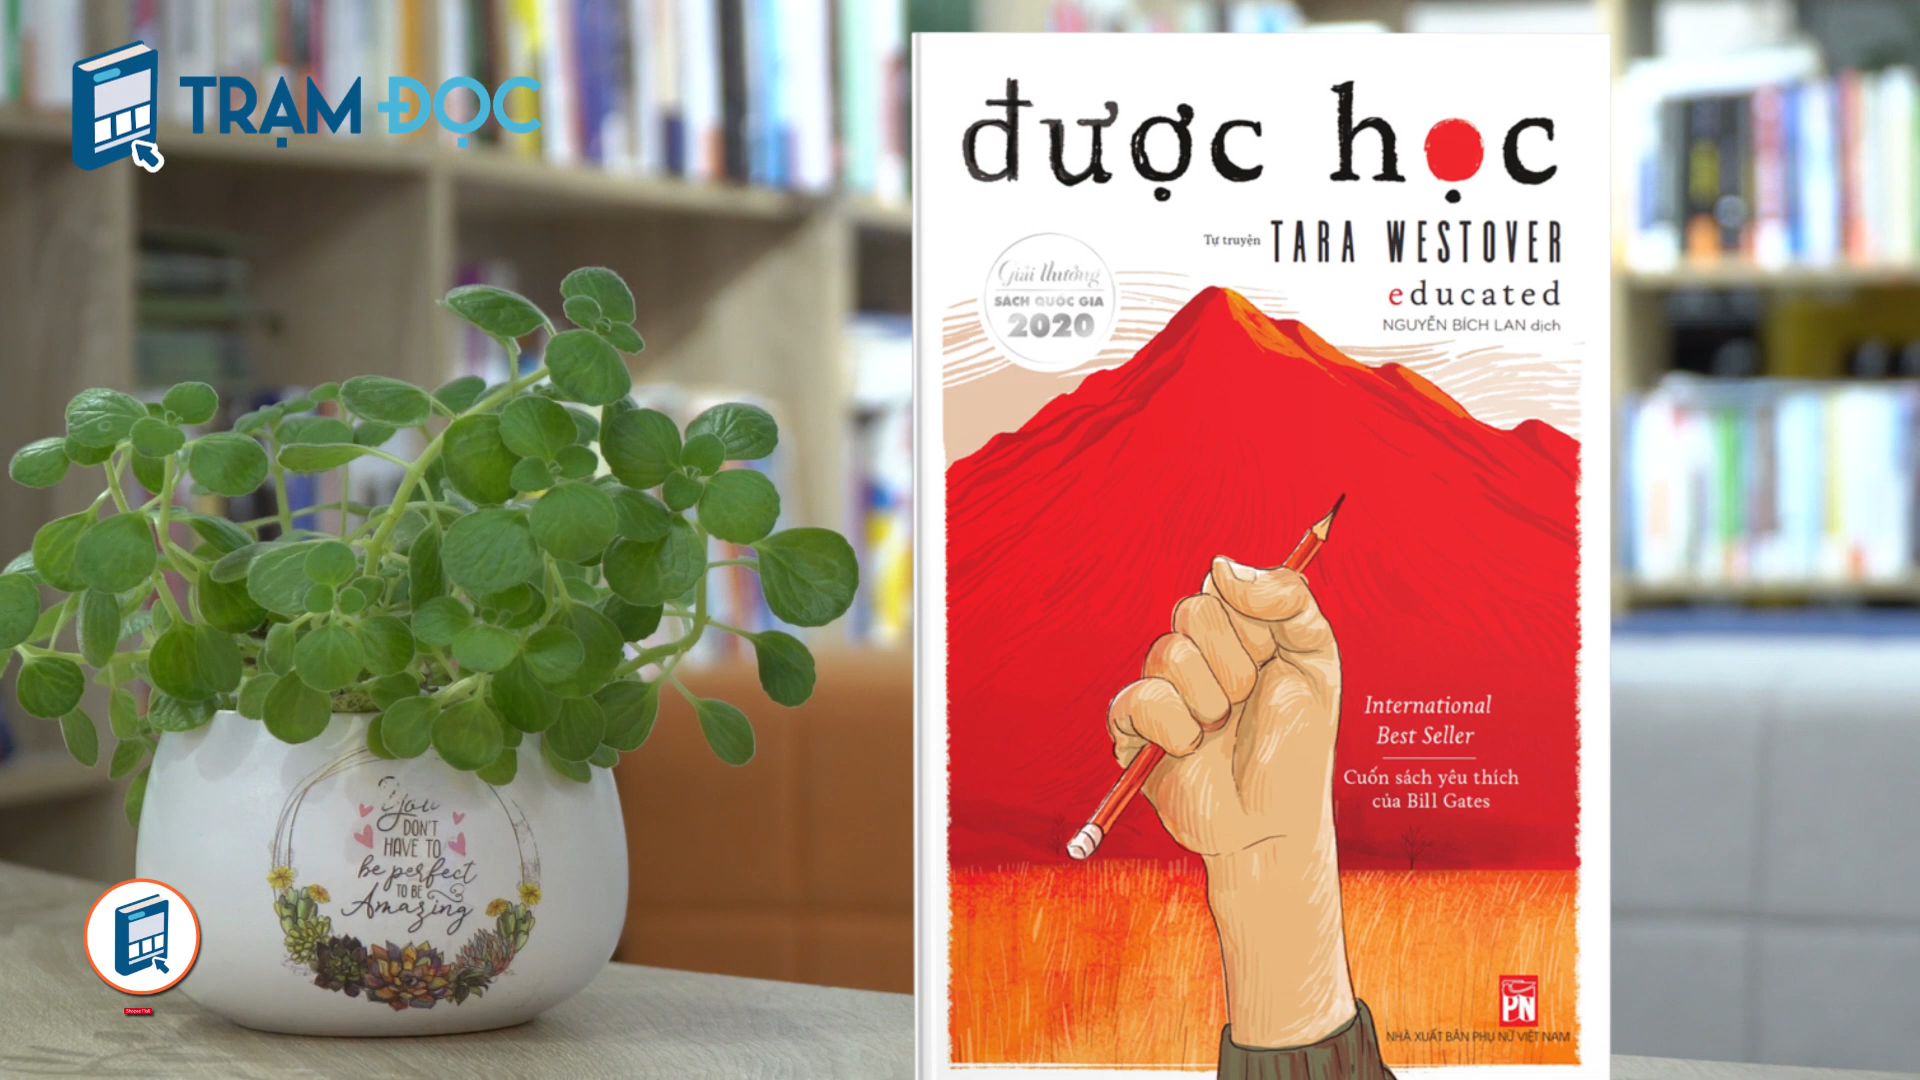 TRẠM ĐỌC
được học
Tự truyện TARA WESTOVER
educated
NGUYỄN BÍCH LAN dịch
Giải thưởng
SÁCH QUỐC GIA
2020
International
Best Seller
Cuốn sách yêu thích
của Bill Gates
PN
NHÀ XUẤT BẢN PHỤ NỮ VIỆT NAM
You
DON'T
HAVE TO
be perfect
TO BE
Amazing
Shopee Mall